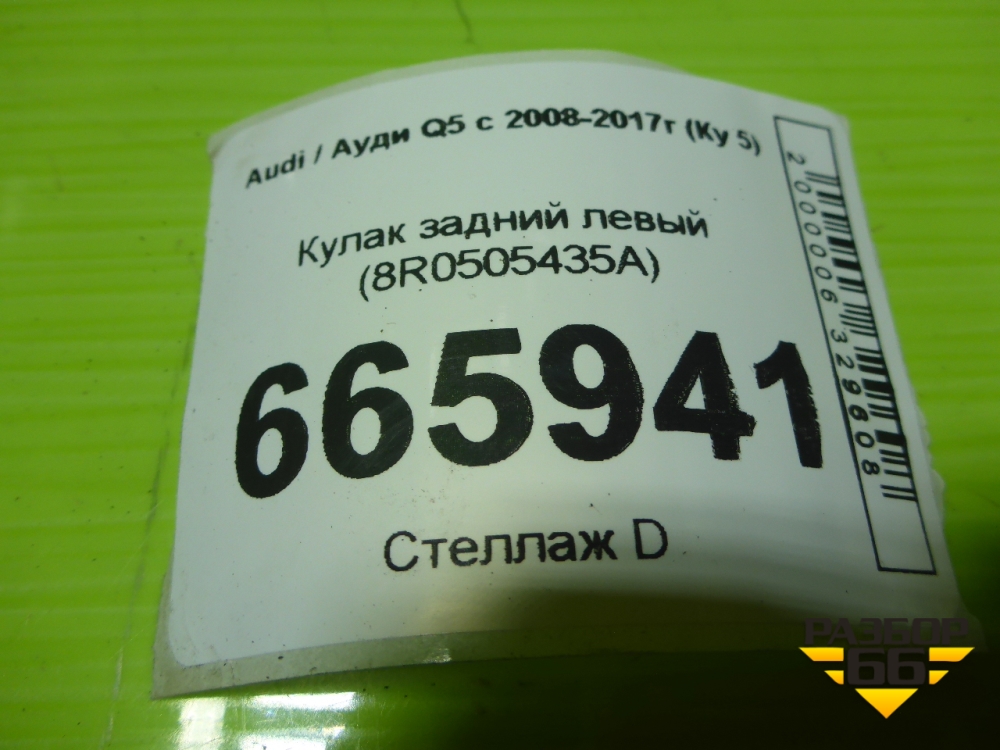 Audi / Ауди Q5 с 2008-2017г (Ку 5)
Кулак задний левый
(8R0505435A)
665941
Стеллаж D
2000006329608
РАЗБОР
66